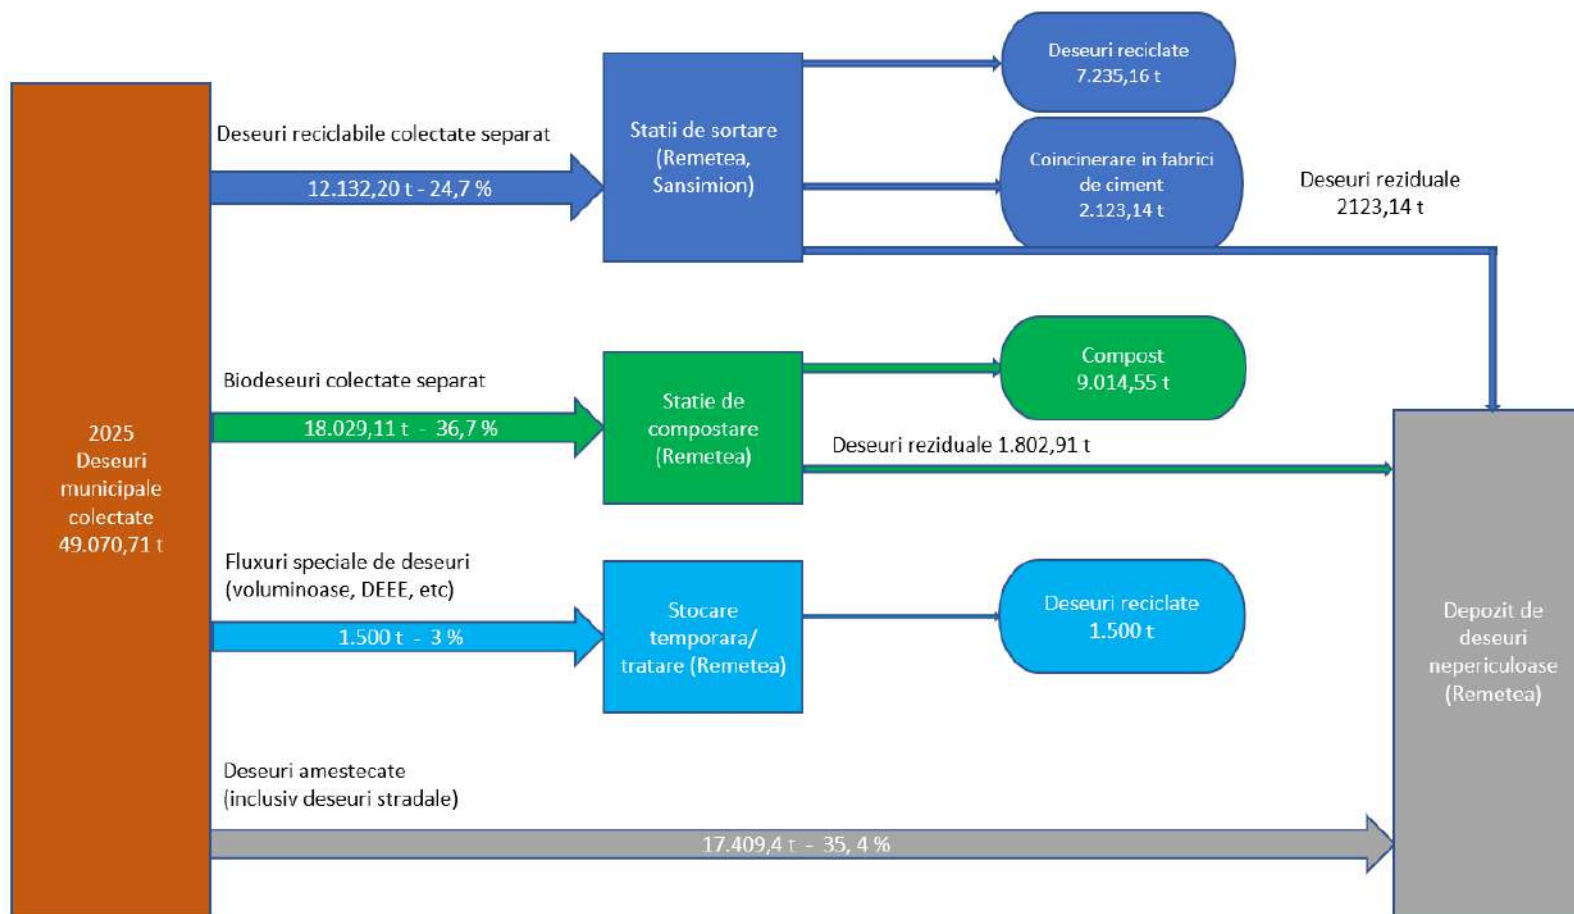 2025
Deseuri
municipale
colectate
49.070,71 t
Deseuri reciclabile colectate separat
12.132,20 t - 24,7 %
Statii de sortare
(Remetea,
Sansimion)
Deseuri reciclate
7.235,16 t
Coincinerare in fabrici
de ciment
2.123,14 t
Deseuri reziduale
2123,14 t
Biodeseuri colectate separat
18.029,11 t - 36,7 %
Statie de
compostare
(Remetea)
Compost
9.014,55 t
Deseuri reziduale 1.802,91 t
Fluxuri speciale de deseuri
(voluminoase, DEEE, etc)
1.500 t - 3 %
Stocare
temporara/
tratare (Remetea)
Deseuri reciclate
1.500 t
Depozit de
deseuri
nepericuloase
(Remetea)
Deseuri amestecate
(inclusiv deseuri stradale)
17.409,4 t - 35, 4 %